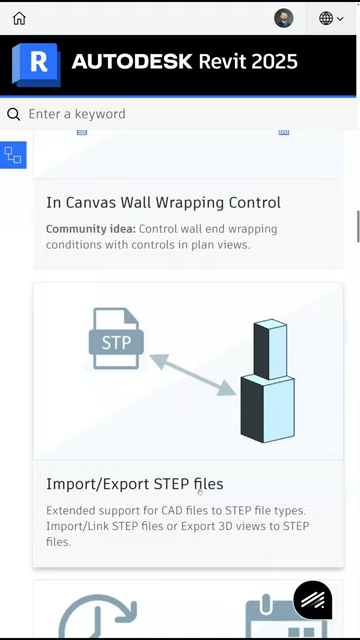 R AUTODESK Revit 2025
Enter a keyword
In Canvas Wall Wrapping Control
Community idea: Control wall end wrapping
conditions with controls in plan views.
STP
Import/Export STEP files
Extended support for CAD files to STEP file types.
Import/Link STEP files or Export 3D views to STEP
files.